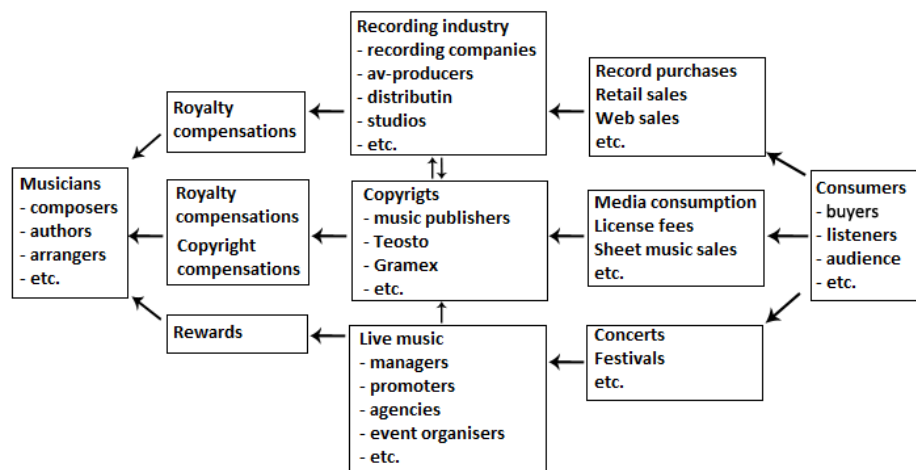 Recording industry
- recording companies
- av-producers
- distributin
- studios
- etc.
Record purchases
Retail sales
Web sales
etc.
Royalty
compensations
Musicians
- composers
- authors
- arrangers
- etc.
Royalty
compensations
Copyright
compensations
Copyrigts
- music publishers
- Teosto
- Gramex
- etc.
Media consumption
License fees
Sheet music sales
etc.
Consumers
- buyers
- listeners
- audience
- etc.
Rewards
Live music
- managers
- promoters
- agencies
- event organisers
- etc.
Concerts
Festivals
etc.